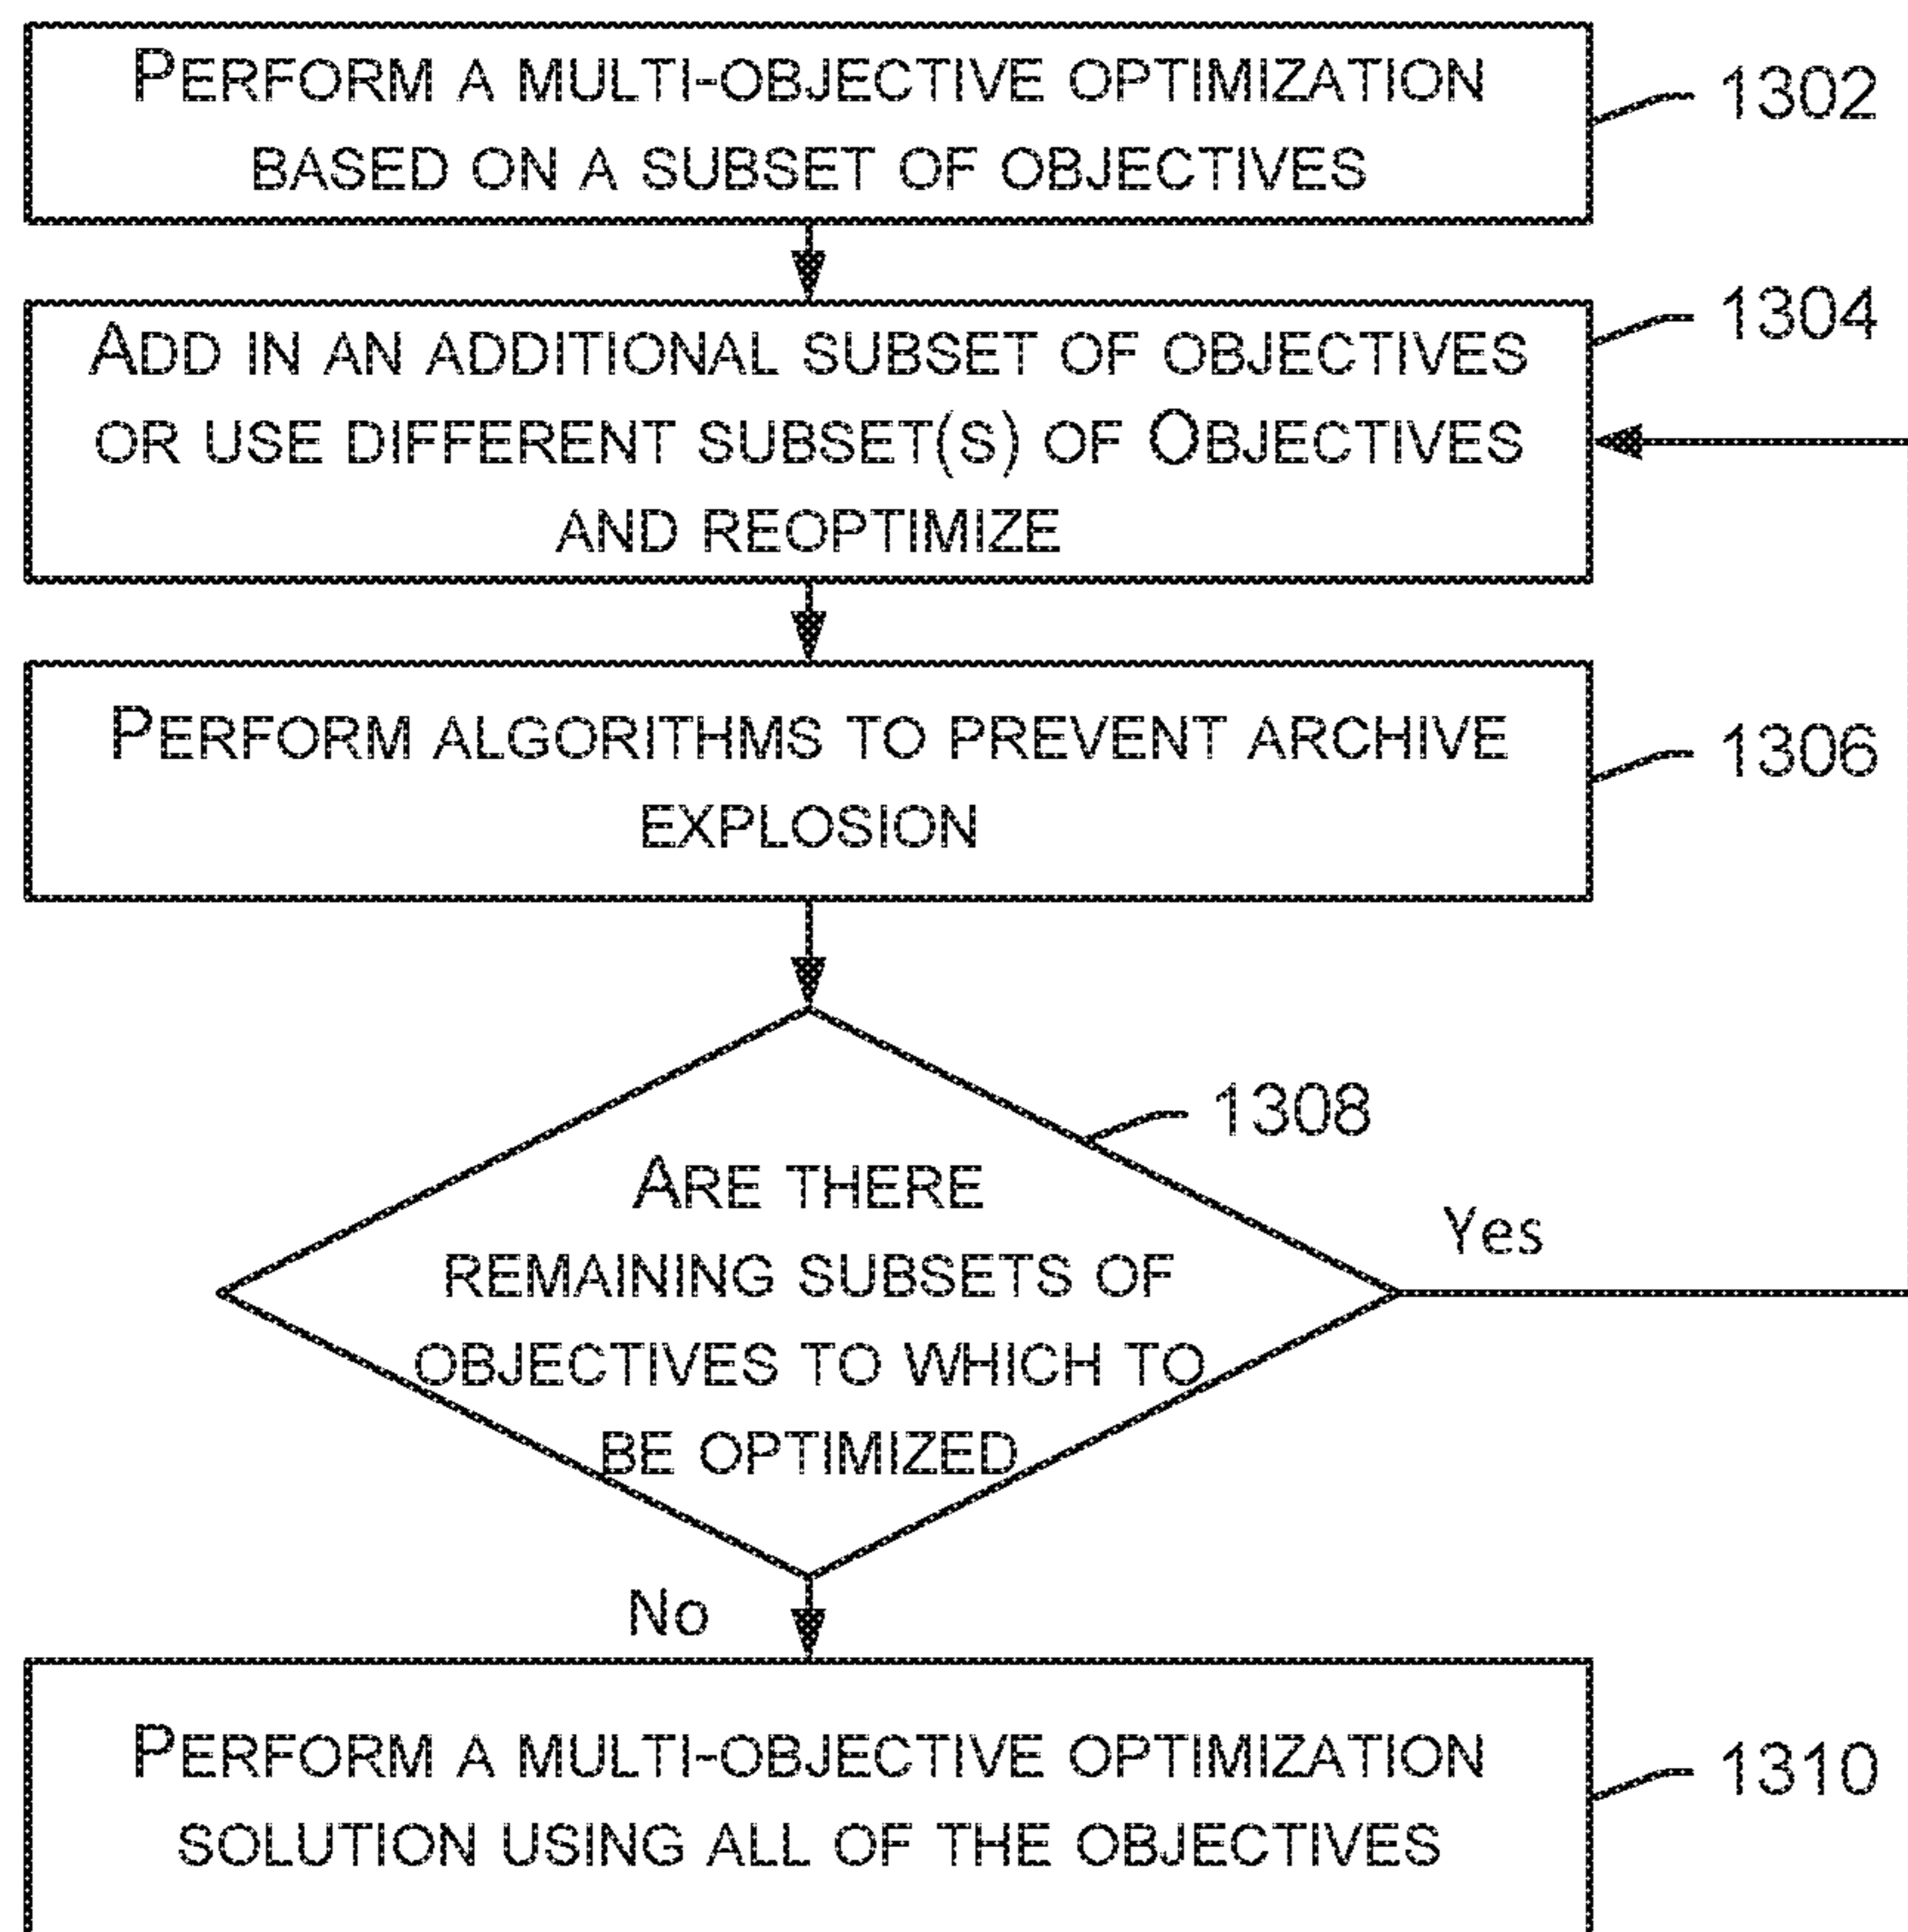 PERFORM A MULTI-OBJECTIVE OPTIMIZATION
BASED ON A SUBSET OF OBJECTIVES
1302
ADD IN AN ADDITIONAL SUBSET OF OBJECTIVES
OR USE DIFFERENT SUBSET(S) OF OBJECTIVES
AND REOPTIMIZE
1304
PERFORM ALGORITHMS TO PREVENT ARCHIVE
EXPLOSION
1306
1308
ARE THERE
REMAINING SUBSETS OF
OBJECTIVES TO WHICH TO
BE OPTIMIZED
Yes
No
PERFORM A MULTI-OBJECTIVE OPTIMIZATION
SOLUTION USING ALL OF THE OBJECTIVES
1310